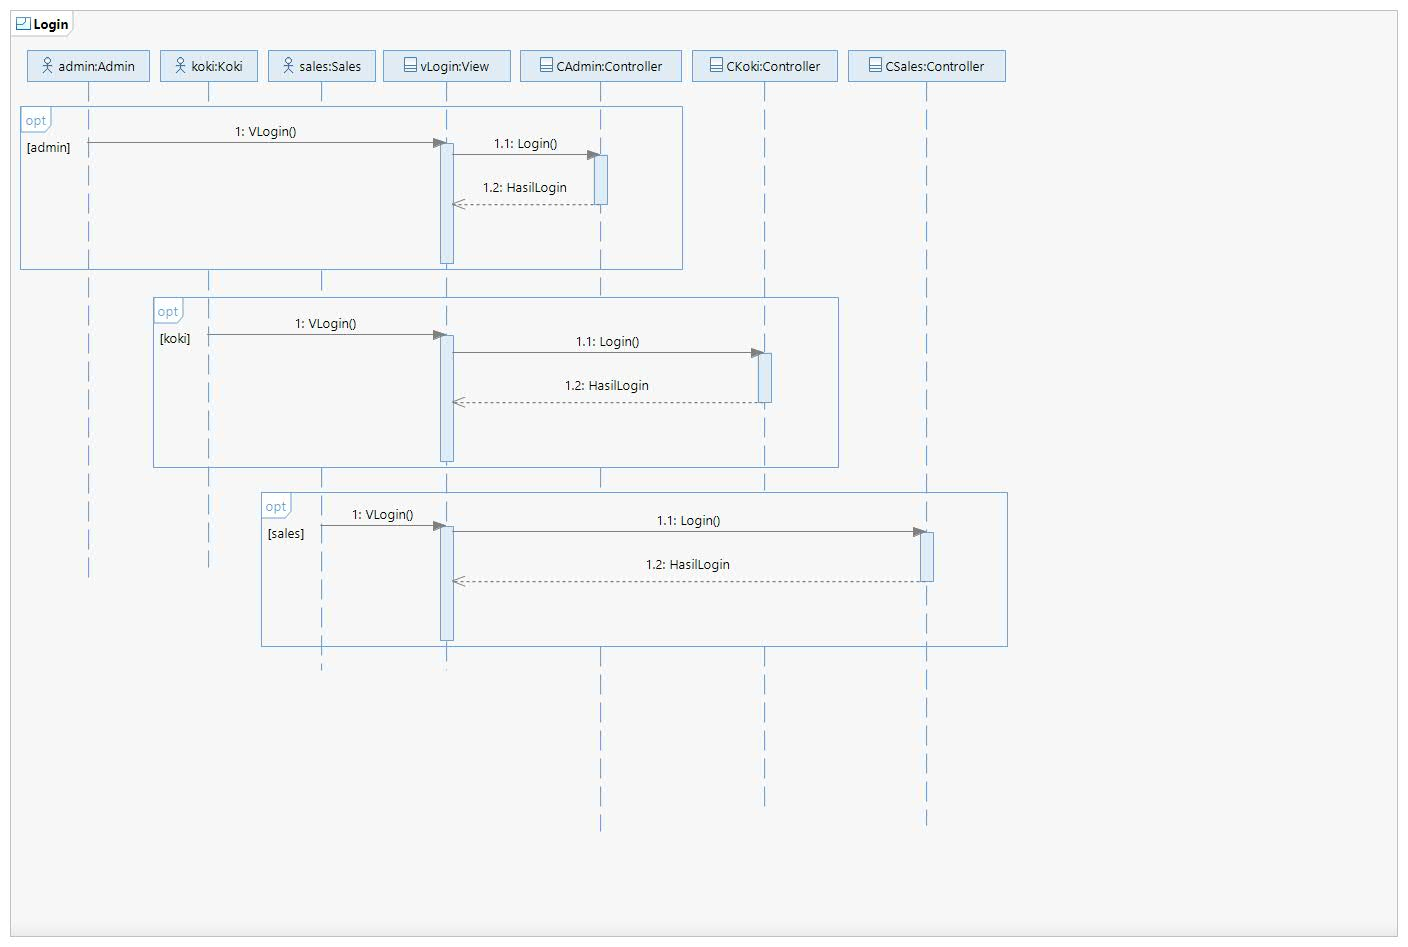 Login
admin:Admin
koki:Koki
sales:Sales
vLogin:View
CAdmin:Controller
CKoki:Controller
CSales:Controller
opt
[admin]
1: VLogin()
1.1: Login()
1.2: HasilLogin
opt
[koki]
1: VLogin()
1.1: Login()
1.2: HasilLogin
opt
[sales]
1: VLogin()
1.1: Login()
1.2: HasilLogin